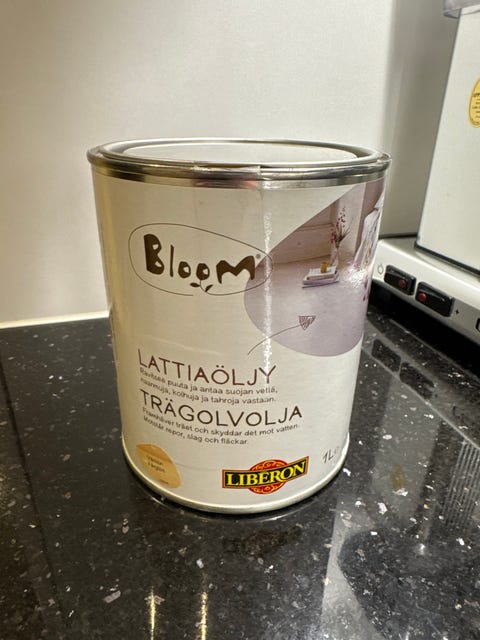 Bloom
LATTIAÖLJY
Ravitsee puuta ja antaa suojan vettä,
naarmuja, kolhuja ja tahroja vastaan.
TRÄGOLVOLJA
Framhäver träet och skyddar det mot vatten.
Motstår repor, slag och fläckar.
LIBERON
1L